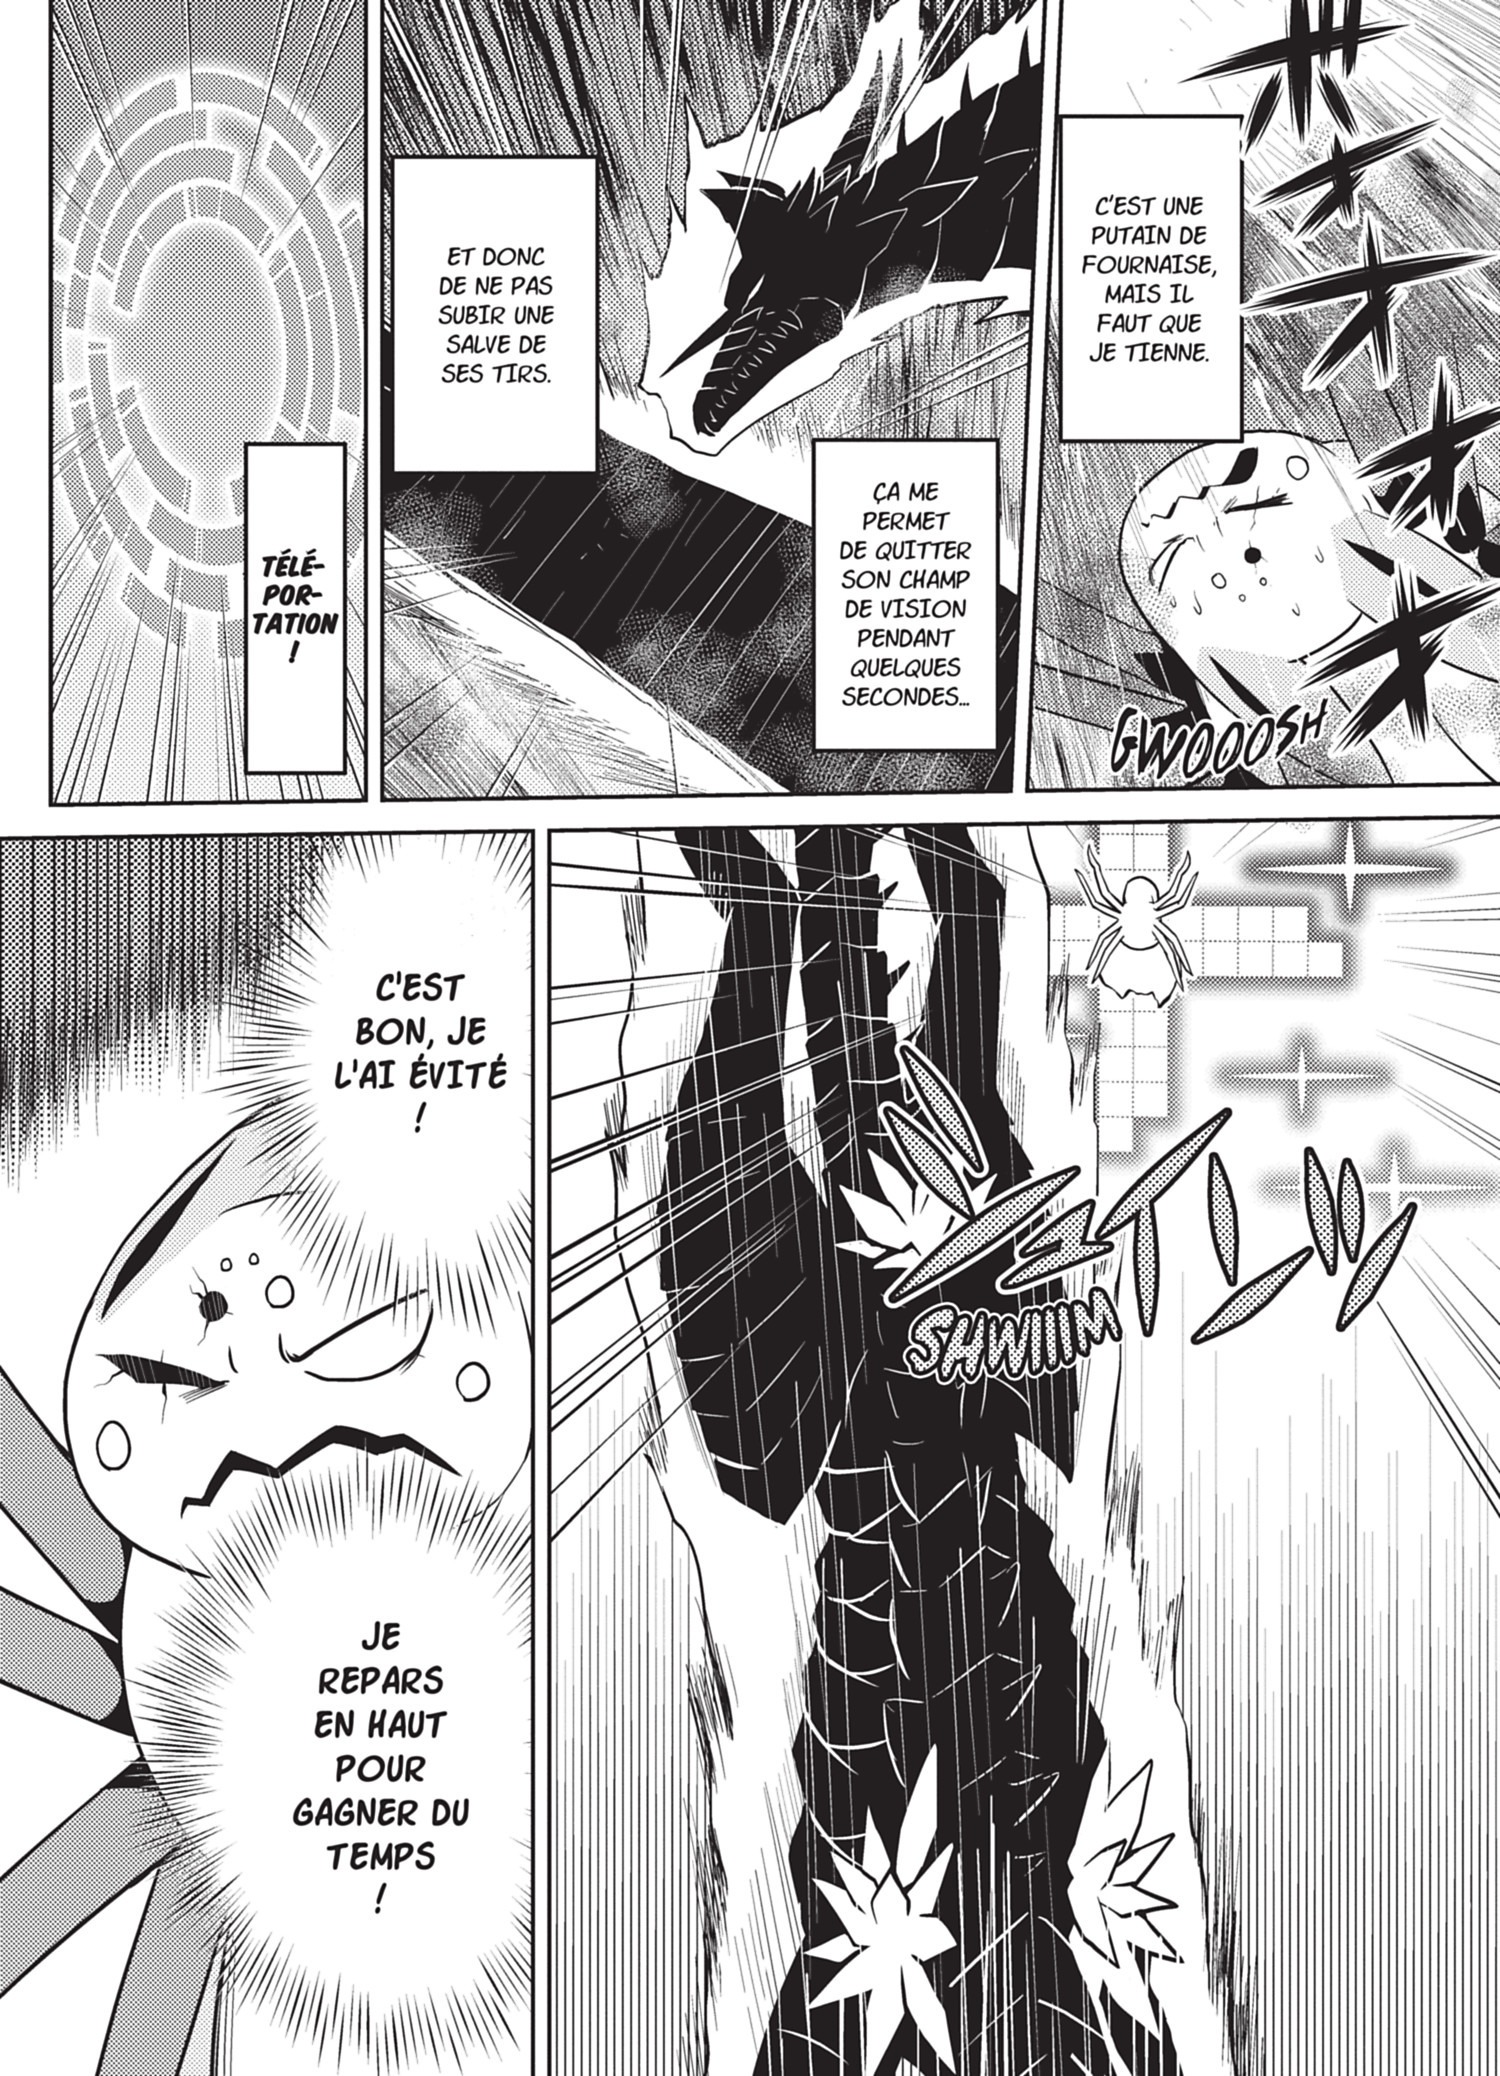 C'EST UNE
PUTAIN DE
FOURNAISE,
MAIS IL
FAUT QUE
JE TIENNE.
GWOOOSH
ÇA ME
PERMET
DE QUITTER
SON CHAMP
DE VISION
PENDANT
QUELQUES
SECONDES...
ET DONC
DE NE PAS
SUBIR UNE
SALVE DE
SES TIRS.
TÉLÉ-
POR-
TATION
!
SHWIIIM
C'EST
BON, JE
L'AI ÉVITÉ
!
JE
REPARS
EN HAUT
POUR
GAGNER DU
TEMPS
!